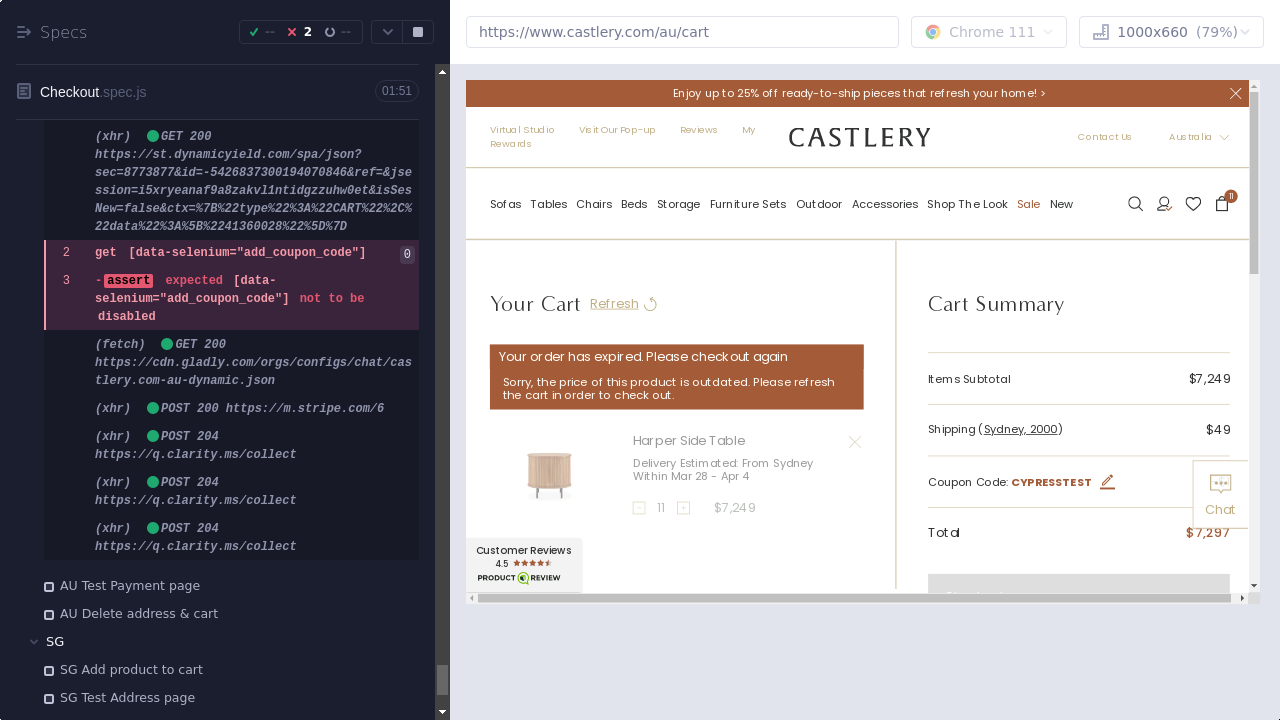 Specs
-- 2 --
Checkout.spec.js 01:51
(xhr) GET 200
https://st.dynamicyield.com/spa/json?
sec=8773877&id=-5426837300194070846&ref=&jse
ssion=i5xryeanaf9a8zakvl1ntidgzzuhw0et&isSes
New=false&ctx=%7B%22type%22%3A%22CART%22%2C%
22data%22%3A%5B%2241360028%22%5D%7D
2 get [data-selenium="add_coupon_code"] 0
3 -assert expected [data-
selenium="add_coupon_code"] not to be
disabled
(fetch) GET 200
https://cdn.gladly.com/orgs/configs/chat/cas
tlery.com-au-dynamic.json
(xhr) POST 200 https://m.stripe.com/6
(xhr) POST 204
https://q.clarity.ms/collect
(xhr) POST 204
https://q.clarity.ms/collect
(xhr) POST 204
https://q.clarity.ms/collect
AU Test Payment page
AU Delete address & cart
SG
SG Add product to cart
SG Test Address page
https://www.castlery.com/au/cart
Chrome 111
1000x660 (79%)
Enjoy up to 25% off ready-to-ship pieces that refresh your home! >
Virtual Studio Visit Our Pop-up Reviews My
Rewards
CASTLERY
Contact Us Australia
Sofas Tables Chairs Beds Storage Furniture Sets Outdoor Accessories Shop The Look Sale New
11
Your Cart Refresh
Your order has expired. Please check out again
Sorry, the price of this product is outdated. Please refresh
the cart in order to check out.
Harper Side Table
Delivery Estimated: From Sydney
Within Mar 28 - Apr 4
- 11 + $7,249
Customer Reviews
4.5
PRODUCT REVIEW
Cart Summary
Items Subtotal $7,249
Shipping (Sydney, 2000) $49
Coupon Code: CYPRESSTEST
Chat
Total $7,297